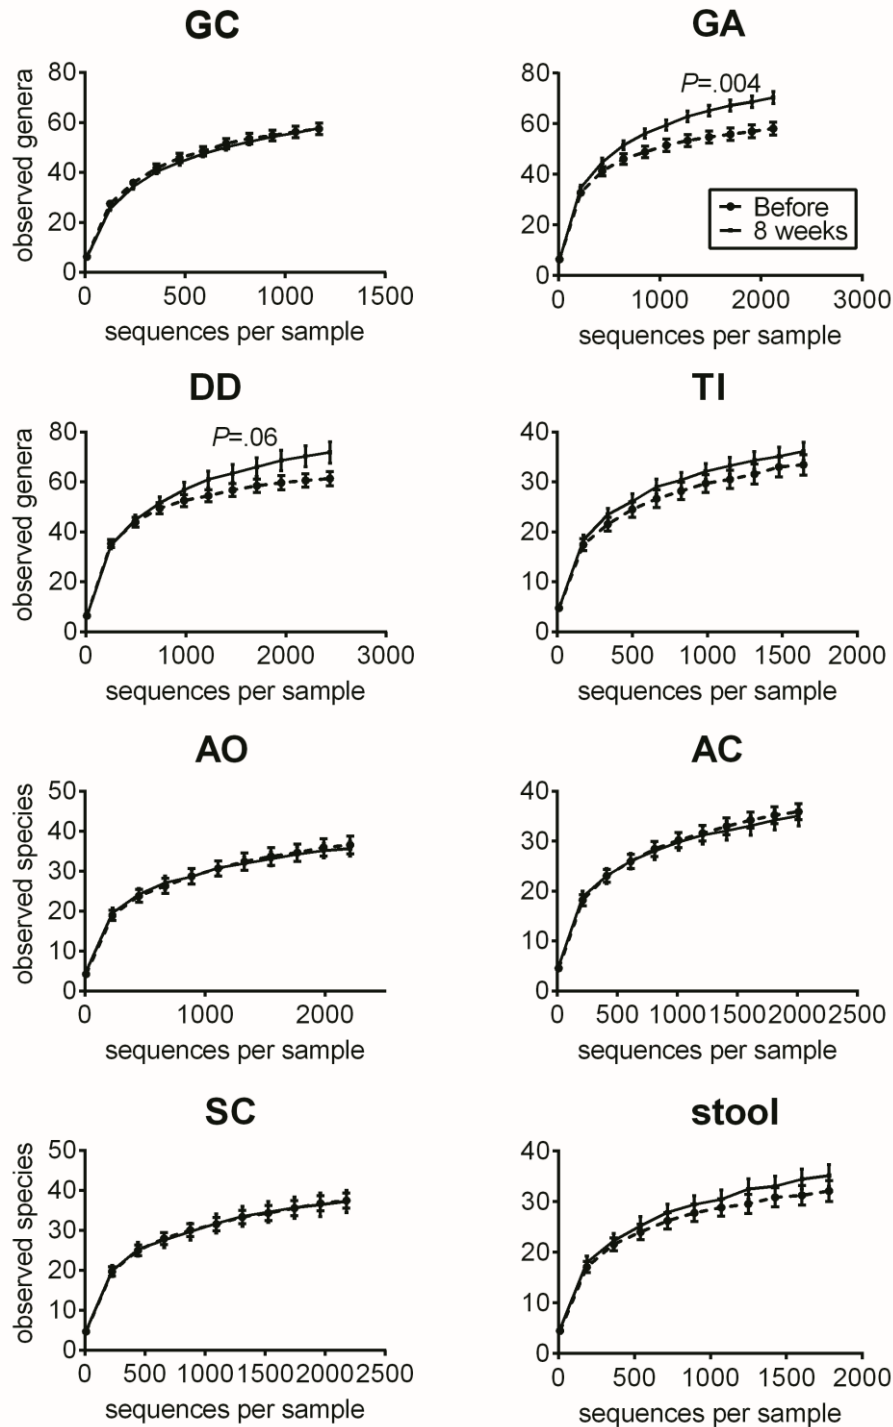 GC
80
60
40
20
0
observed genera
0 500 1000 1500
sequences per sample
GA
P=.004
80
60
40
20
0
Before
8 weeks
0 1000 2000 3000
sequences per sample
DD
P=.06
80
60
40
20
0
observed genera
0 1000 2000 3000
sequences per sample
TI
40
30
20
10
0
0 500 1000 1500 2000
sequences per sample
AO
50
40
30
20
10
0
observed species
0 1000 2000
sequences per sample
AC
40
30
20
10
0
0 500 1000 1500 2000 2500
sequences per sample
SC
50
40
30
20
10
0
observed species
0 500 1000 1500 2000 2500
sequences per sample
stool
40
30
20
10
0
0 500 1000 1500 2000
sequences per sample